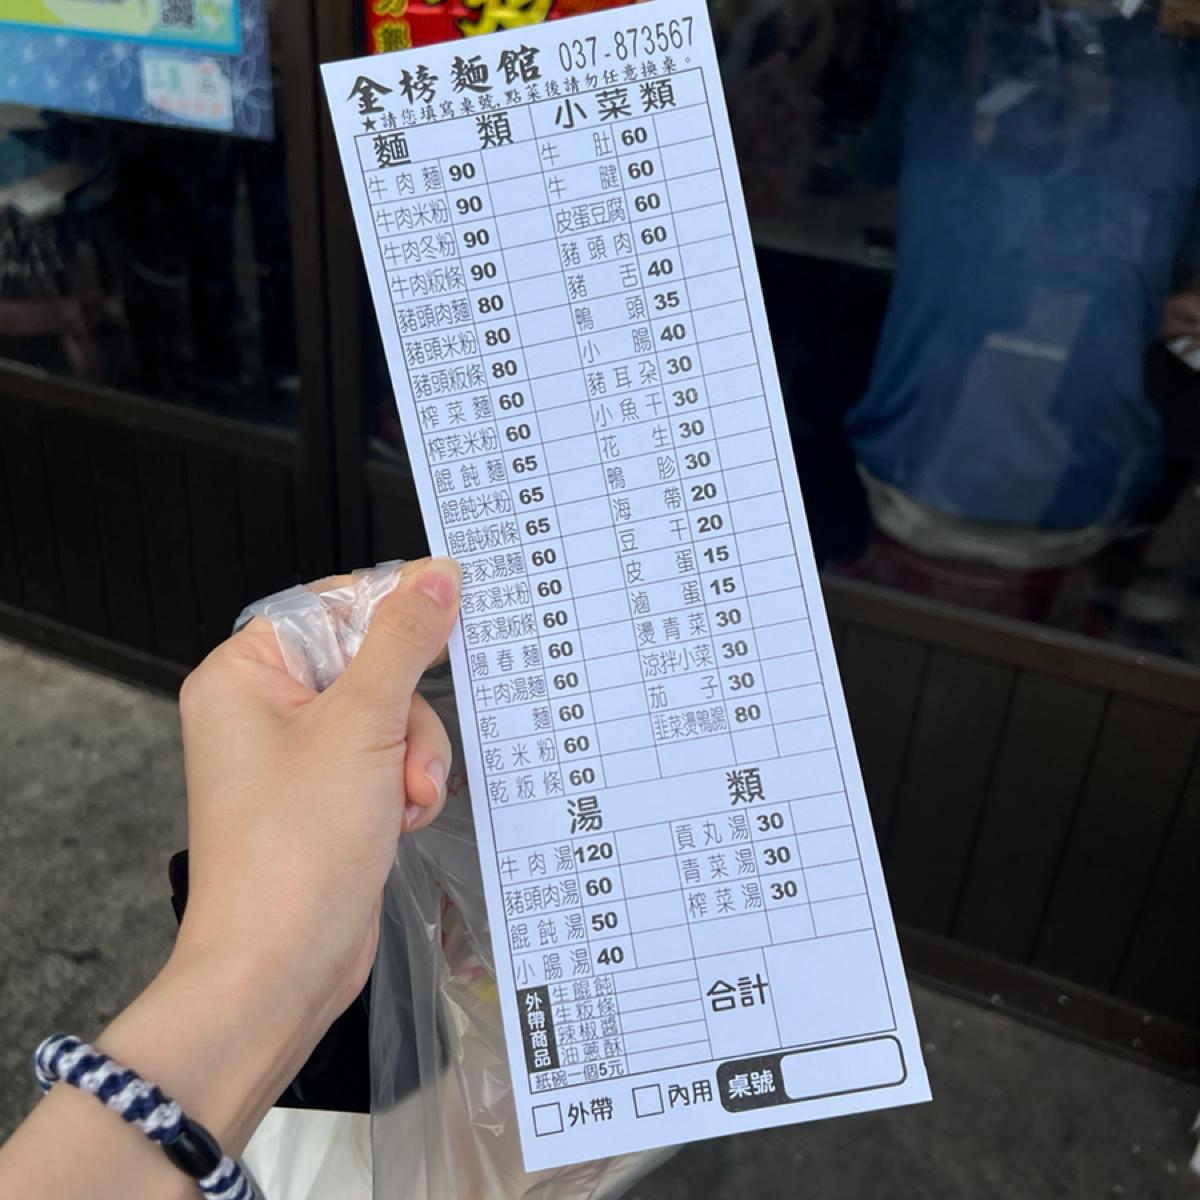 金榜麵館 037-873567
★請您填寫桌號,點菜後請勿任意換桌。
麵 類
牛肉麵 90
牛肉米粉 90
牛肉冬粉 90
牛肉粄條 90
豬頭肉麵 80
豬頭米粉 80
豬頭粄條 80
榨菜麵 60
榨菜米粉 60
餛飩麵 65
餛飩米粉 65
餛飩粄條 65
客家湯麵 60
客家湯米粉 60
客家湯粄條 60
陽春麵 60
牛肉湯麵 60
乾麵 60
乾米粉 60
乾粄條 60
小菜類
牛肚 60
牛腱 60
皮蛋豆腐 60
豬頭肉 60
豬舌 40
鴨頭 35
小腸 40
豬耳朵 30
小魚干 30
花生 30
鴨胗 30
海帶 20
豆干 20
皮蛋 15
滷蛋 15
燙青菜 30
涼拌小菜 30
茄子 30
韭菜燙鴨腸 80
湯 類
牛肉湯 120
豬頭肉湯 60
餛飩湯 50
小腸湯 40
貢丸湯 30
青菜湯 30
榨菜湯 30
外帶商品
生餛飩
生粄條
辣椒醬
油蔥酥
紙碗一個5元
合計
外帶 內用 桌號